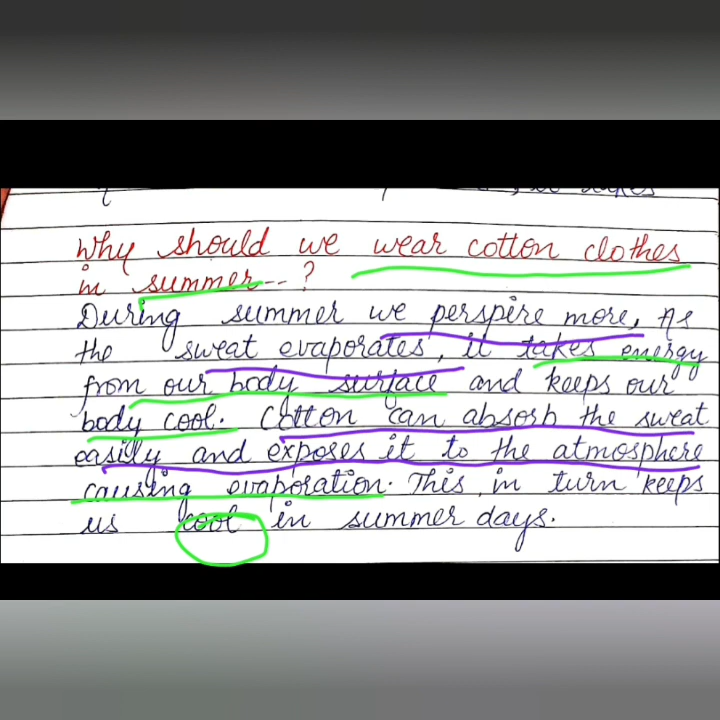 Why should we wear cotton clothes
in summer---?
During summer we perspire more, As
the sweat evaporates, it takes energy
from our body surface and keeps our
body cool. Cotton can absorb the sweat
easilly and exposes it to the atmosphere
causing evaporation. This, in turn keeps
us cool in summer days.